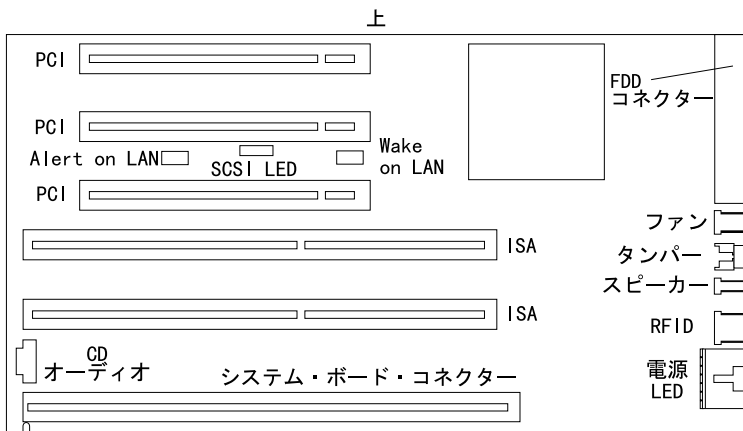 上
PCI
FDD
コネクター
PCI
Alert on LAN
SCSI LED
Wake
on LAN
PCI
ファン
ISA
タンパー
スピーカー
ISA
RFID
CD
オーディオ
システム・ボード・コネクター
電源
LED